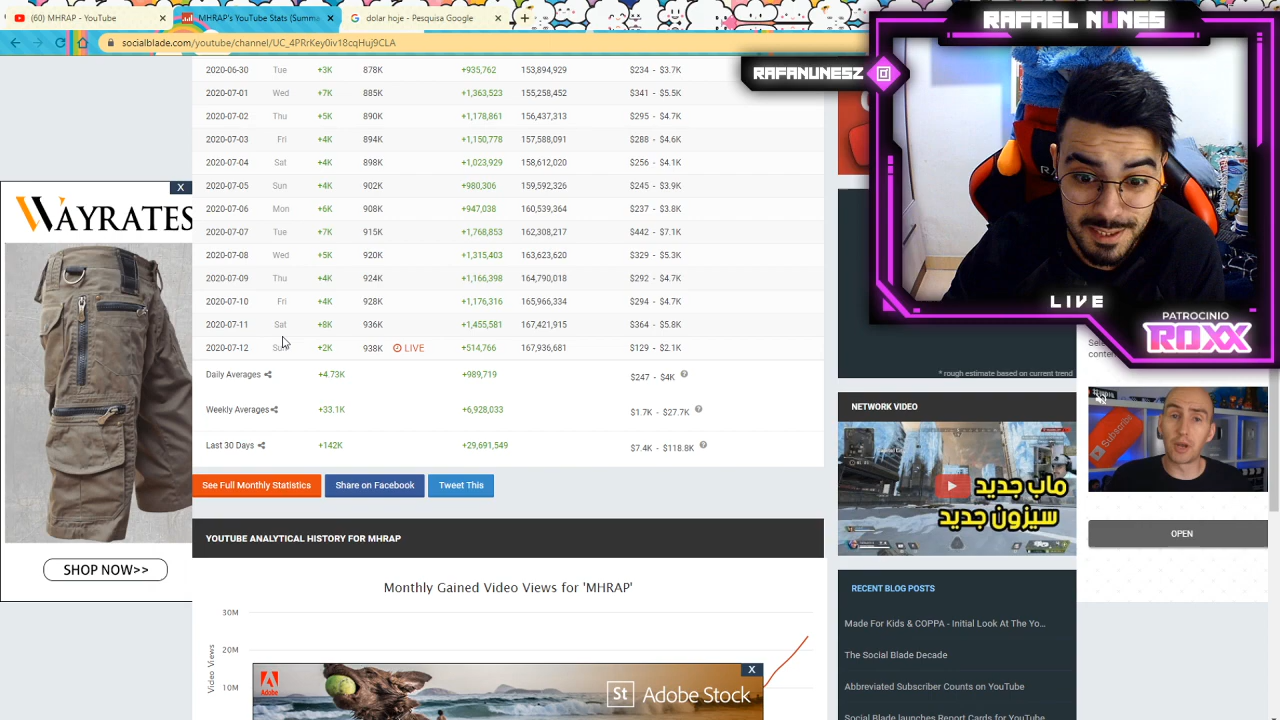 (60) MHRAP - YouTube
MHRAP's YouTube Stats (Summa
dolar hoje - Pesquisa Google
socialblade.com/youtube/channel/UC_4PRrKey0iv18cqHuj9CLA
RAFAEL NUNES
RAFANUNESZ
LIVE
PATROCINIO
ROXX
2020-06-30 Tue +3K 878K +935,762 153,894,929 $234 - $3.7K
2020-07-01 Wed +7K 885K +1,363,523 155,258,452 $341 - $5.5K
2020-07-02 Thu +5K 890K +1,178,861 156,437,313 $295 - $4.7K
2020-07-03 Fri +4K 894K +1,150,778 157,588,091 $288 - $4.6K
2020-07-04 Sat +4K 898K +1,023,929 158,612,020 $256 - $4.1K
2020-07-05 Sun +4K 902K +980,306 159,592,326 $245 - $3.9K
2020-07-06 Mon +6K 908K +947,038 160,539,364 $237 - $3.8K
2020-07-07 Tue +7K 915K +1,768,853 162,308,217 $442 - $7.1K
2020-07-08 Wed +5K 920K +1,315,403 163,623,620 $329 - $5.3K
2020-07-09 Thu +4K 924K +1,166,398 164,790,018 $292 - $4.7K
2020-07-10 Fri +4K 928K +1,176,316 165,966,334 $294 - $4.7K
2020-07-11 Sat +8K 936K +1,455,581 167,421,915 $364 - $5.8K
2020-07-12 Sun +2K 938K LIVE +514,766 167,936,681 $129 - $2.1K
Daily Averages +4.73K +989,719 $247 - $4K
Weekly Averages +33.1K +6,928,033 $1.7K - $27.7K
Last 30 Days +142K +29,691,549 $7.4K - $118.8K
See Full Monthly Statistics
Share on Facebook
Tweet This
YOUTUBE ANALYTICAL HISTORY FOR MHRAP
Monthly Gained Video Views for 'MHRAP'
30M
20M
10M
Video Views
X
WAYRATES
SHOP NOW>>
X
Adobe
St Adobe Stock
* rough estimate based on current trend
NETWORK VIDEO
ماب جديد
سيزون جديد
RECENT BLOG POSTS
Made For Kids & COPPA - Initial Look At The Yo...
The Social Blade Decade
Abbreviated Subscriber Counts on YouTube
Social Blade launches Report Cards for YouTube
Subscribe
OPEN